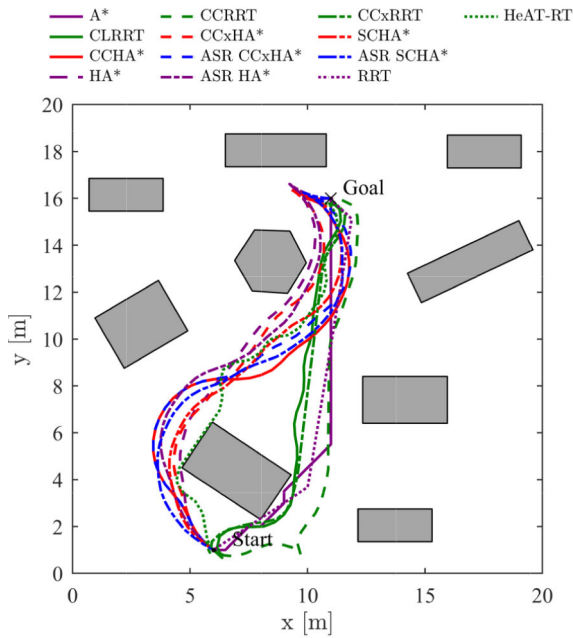 A* CCRRT CCxRRT HeAT-RT
CLRRT CCxHA* SCHA*
CCHA* ASR CCxHA* ASR SCHA*
HA* ASR HA* RRT
20
18
16
14
12
10
8
6
4
2
0
y [m]
Goal
Start
0 5 10 15 20
x [m]